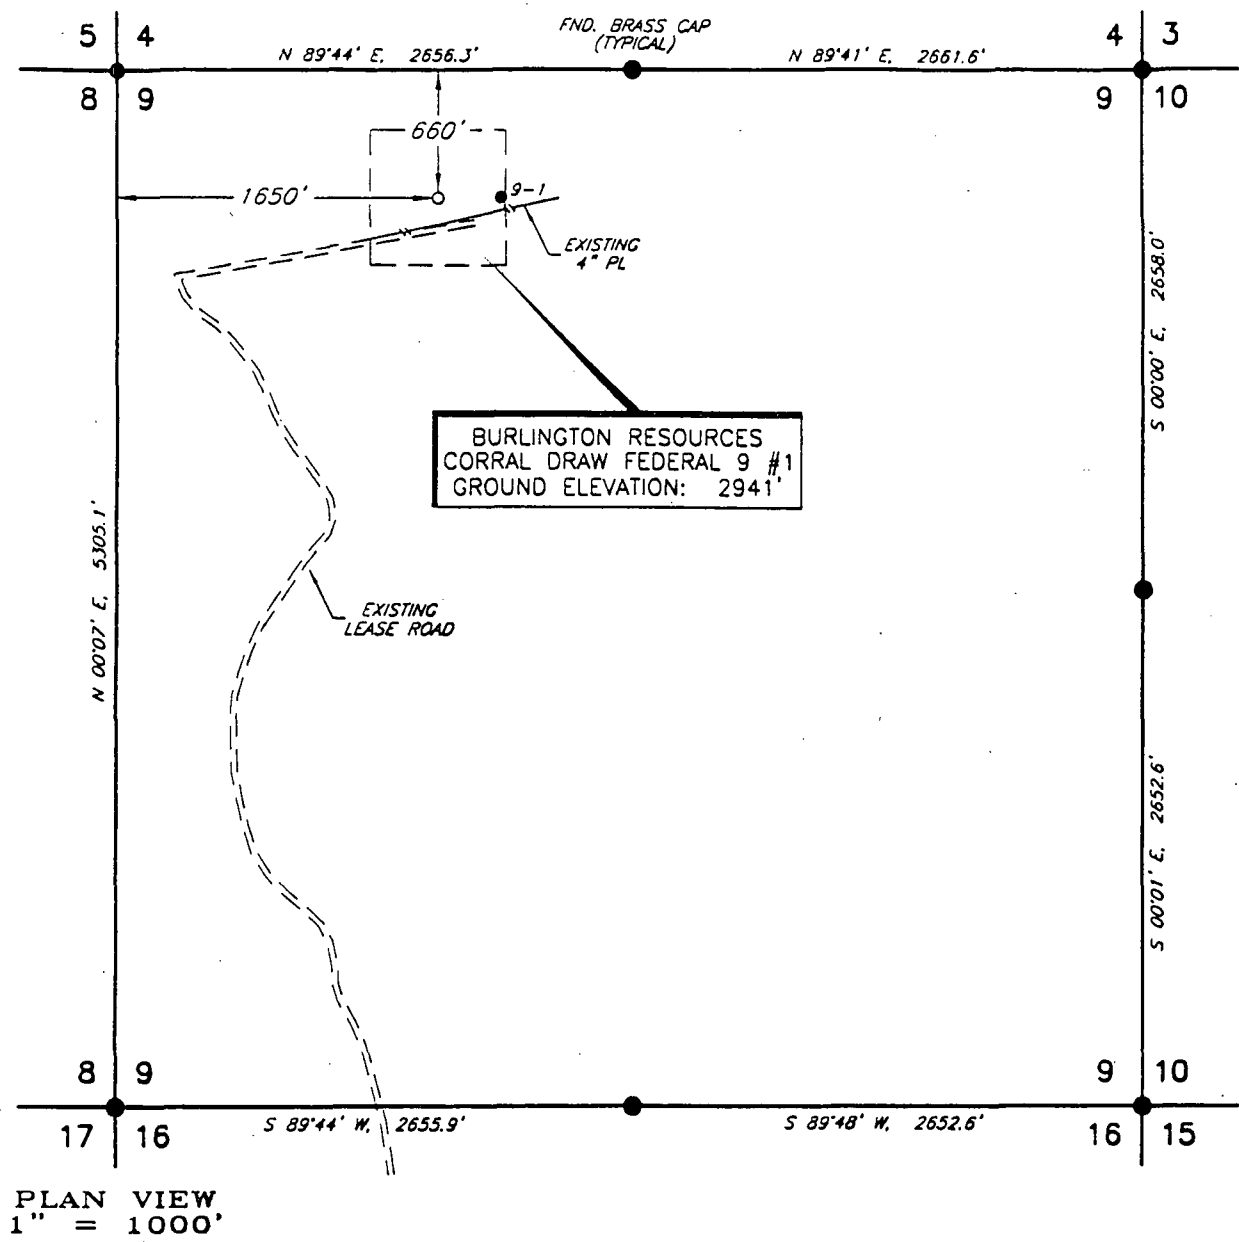 FND. BRASS CAP
(TYPICAL)
5 4
4 3
N 89°44' E, 2656.3'
N 89°41' E, 2661.6'
8 9
9 10
660'
1650'
9-1
EXISTING
4" PL
S 00°00' E, 2658.0'
BURLINGTON RESOURCES
CORRAL DRAW FEDERAL 9 #1
GROUND ELEVATION: 2941'
N 00°07' E, 5305.1'
EXISTING
LEASE ROAD
S 00°01' E, 2652.6'
8 9
9 10
S 89°44' W, 2655.9'
S 89°48' W, 2652.6'
17 16
16 15
PLAN VIEW
1" = 1000'